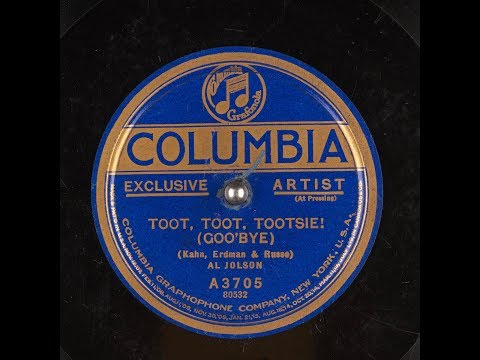 Columbia
Grafonola
COLUMBIA
EXCLUSIVE ARTIST
(At Pressing)
TOOT, TOOT, TOOTSIE!
(GOO'BYE)
(Kahn, Erdman & Russo)
AL JOLSON
A3705
80532
COLUMBIA GRAPHOPHONE COMPANY, NEW YORK, U.S.A.